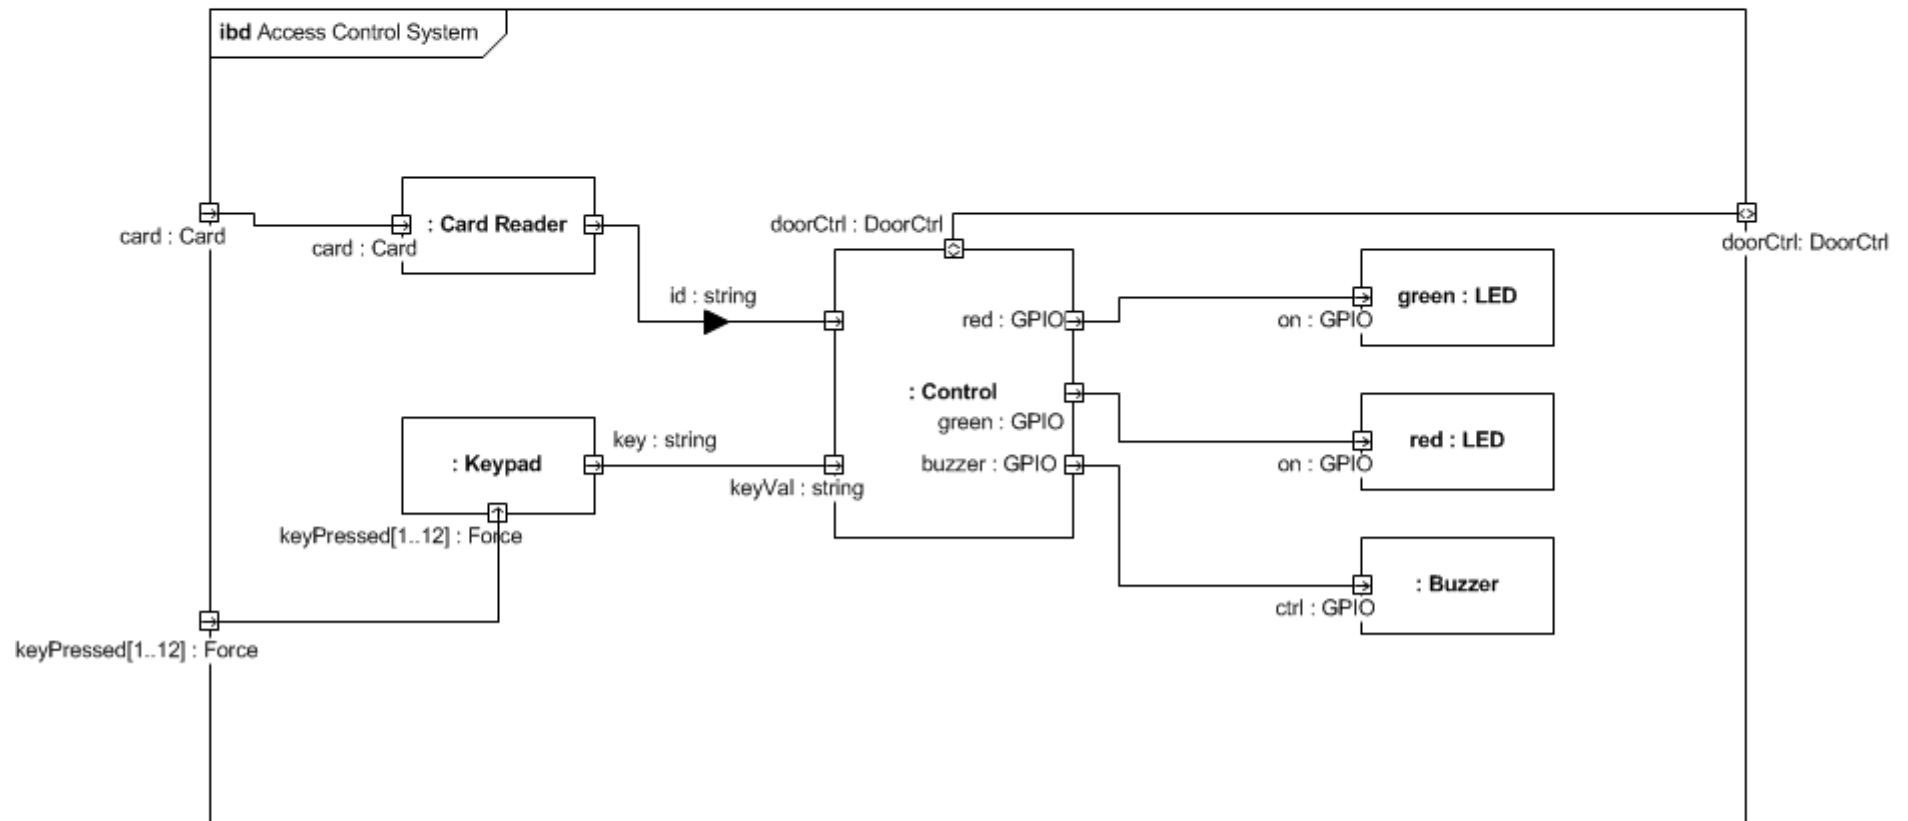 ibd Access Control System
card : Card
card : Card
: Card Reader
doorCtrl : DoorCtrl
doorCtrl: DoorCtrl
id : string
red : GPIO
green : LED
on : GPIO
: Control
green : GPIO
red : LED
on : GPIO
key : string
: Keypad
buzzer : GPIO
keyVal : string
keyPressed[1..12] : Force
: Buzzer
ctrl : GPIO
keyPressed[1..12] : Force